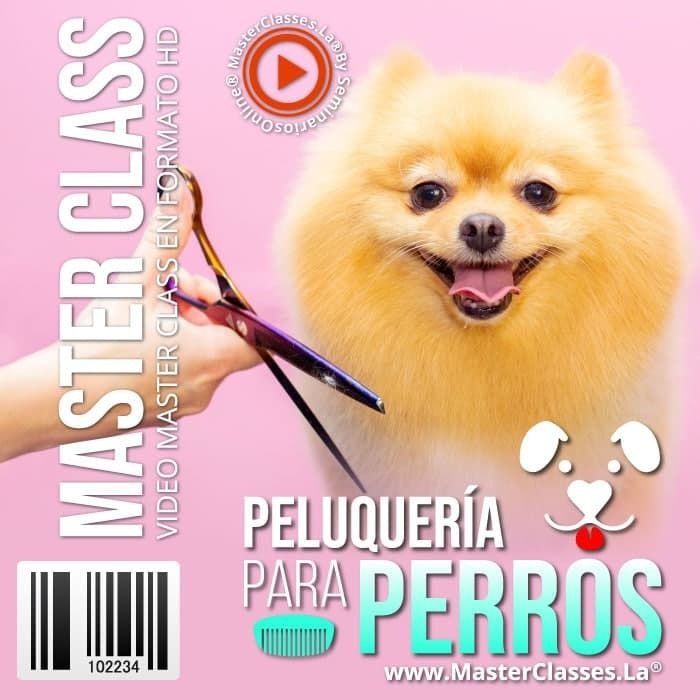 MASTER CLASS
VIDEO MASTER CLASS EN FORMATO HD
MasterClasses.La®By SeminariosOnline®
PELUQUERÍA
PARA PERROS
102234
www.MasterClasses.La®